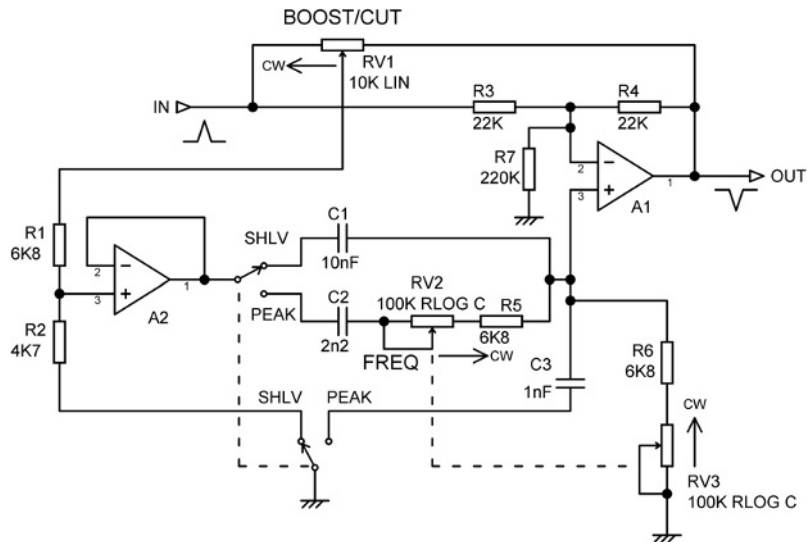 BOOST/CUT
CW
RV1
10K LIN
IN
R3
22K
R4
22K
R7
220K
2
3
1
A1
OUT
R1
6K8
R2
4K7
2
3
1
A2
SHLV
C1
10nF
PEAK
C2
2n2
RV2
100K RLOG C
R5
6K8
FREQ
CW
C3
1nF
R6
6K8
SHLV
PEAK
CW
RV3
100K RLOG C